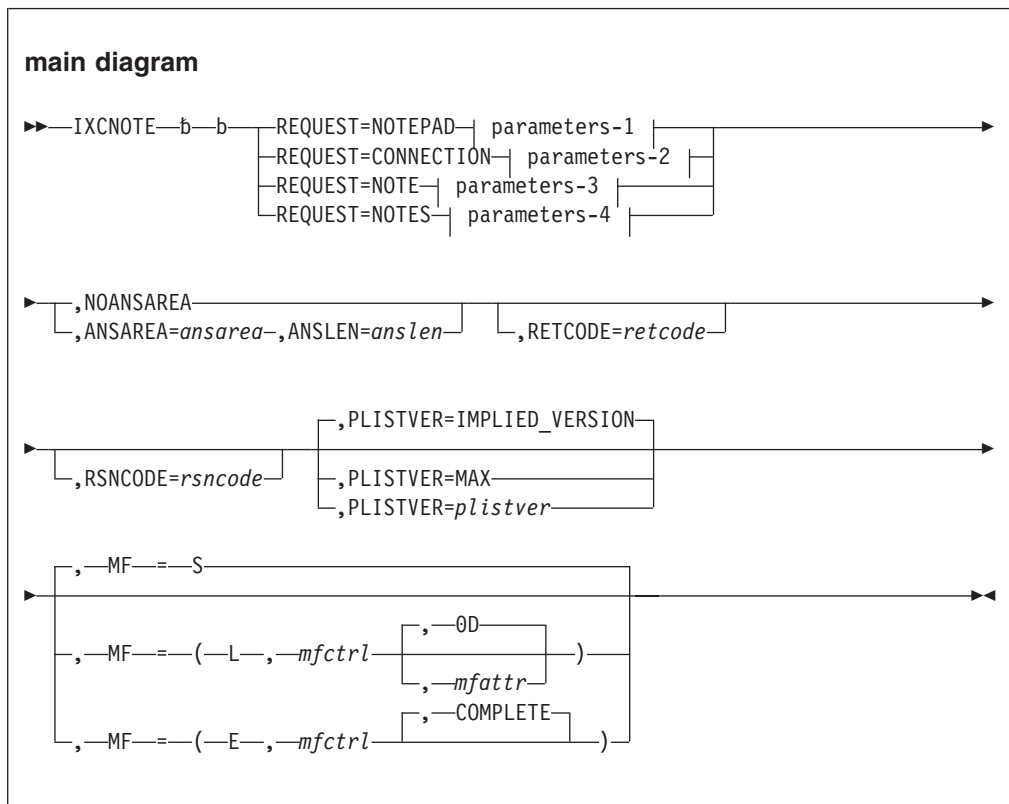 main diagram
IXCNOTE ƀ b REQUEST=NOTEPAD parameters-1
REQUEST=CONNECTION parameters-2
REQUEST=NOTE parameters-3
REQUEST=NOTES parameters-4
,NOANSAREA
,ANSAREA=ansarea ,ANSLEN=anslen ,RETCODE=retcode
,PLISTVER=IMPLIED_VERSION
,RSNCODE=rsncode ,PLISTVER=MAX
,PLISTVER=plistver
, MF = S
, 0D
, MF = ( L , mfctrl )
, mfattr
, COMPLETE
, MF = ( E , mfctrl )